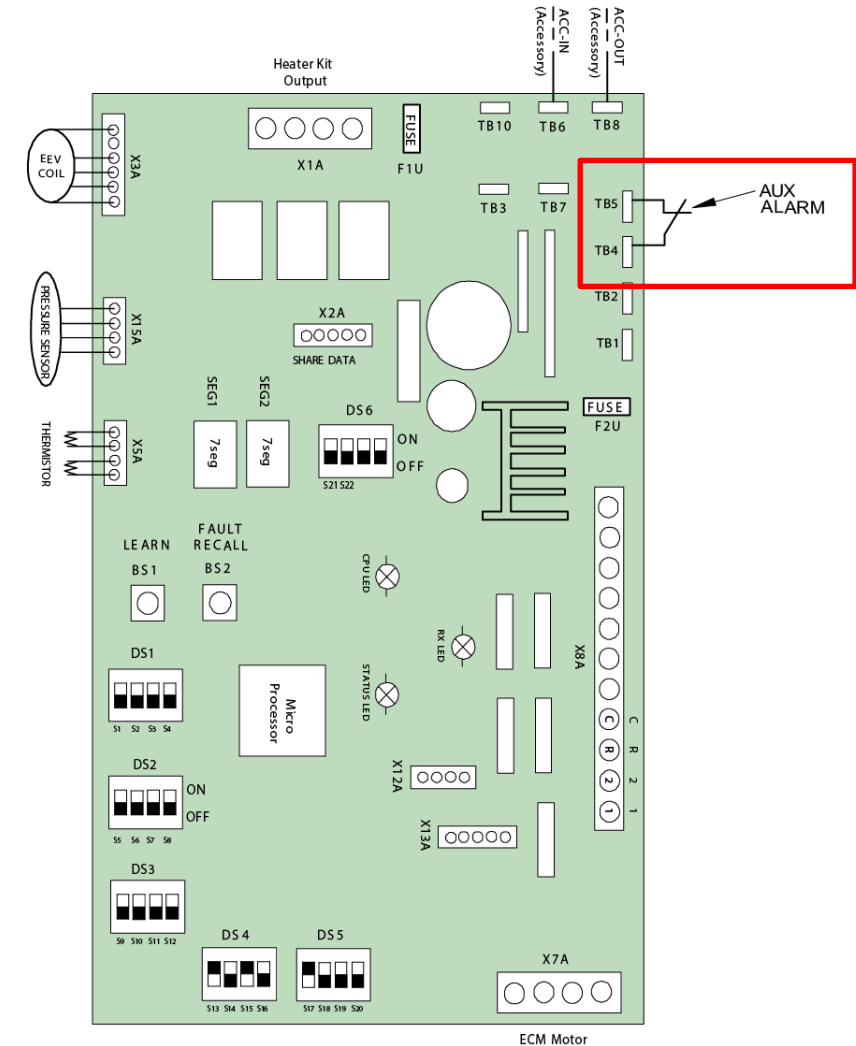 ACC-IN
(Accessory)
ACC-OUT
(Accessory)
Heater Kit
Output
X1A
FUSE
F1U
TB10
TB6
TB8
EEV
COIL
X3A
TB3
TB7
TB5
AUX
ALARM
TB4
TB2
TB1
PRESSURE SENSOR
X15A
X2A
SHARE DATA
SEG1
SEG2
7seg
7seg
DS6
ON
OFF
S21 S22
FUSE
F2U
THERMISTOR
X5A
LEARN
BS1
FAULT
RECALL
BS2
CPU LED
RX LED
STATUS LED
X8A
C C
R R
2 2
1 1
DS1
S1 S2 S3 S4
Micro
Processor
DS2
ON
OFF
S5 S6 S7 S8
X12A
X13A
DS3
S9 S10 S11 S12
DS4
S13 S14 S15 S16
DS5
S17 S18 S19 S20
X7A
ECM Motor